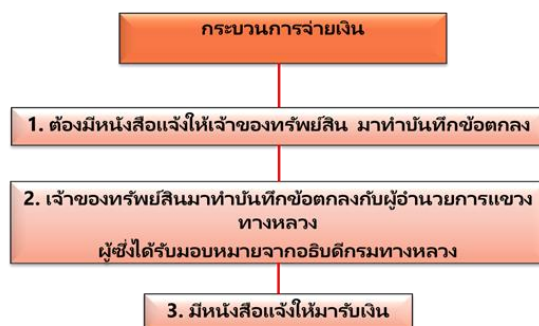 กระบวนการจ่ายเงิน
1. ต้องมีหนังสือแจ้งให้เจ้าของทรัพย์สิน มาทำบันทึกข้อตกลง
2. เจ้าของทรัพย์สินมาทำบันทึกข้อตกลงกับผู้อำนวยการแขวง
ทางหลวง
ผู้ซึ่งได้รับมอบหมายจากอธิบดีกรมทางหลวง
3. มีหนังสือแจ้งให้มารับเงิน